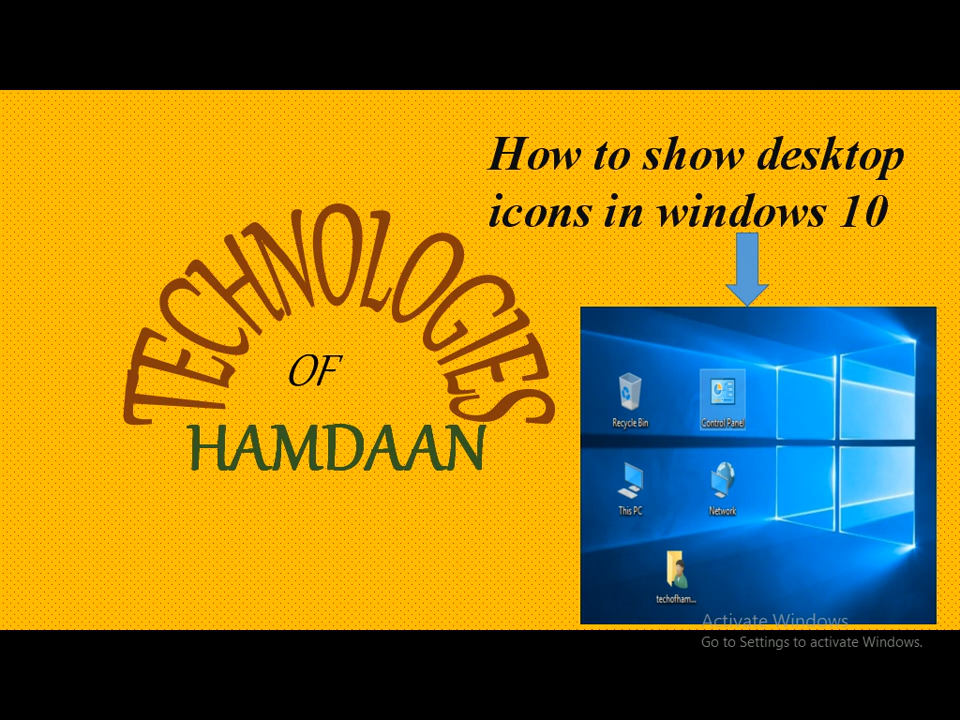 How to show desktop
icons in windows 10
TECHNOLOGIES
OF
HAMDAAN
Recycle Bin
Control Panel
This PC
Network
techofham...
Activate Windows
Go to Settings to activate Windows.